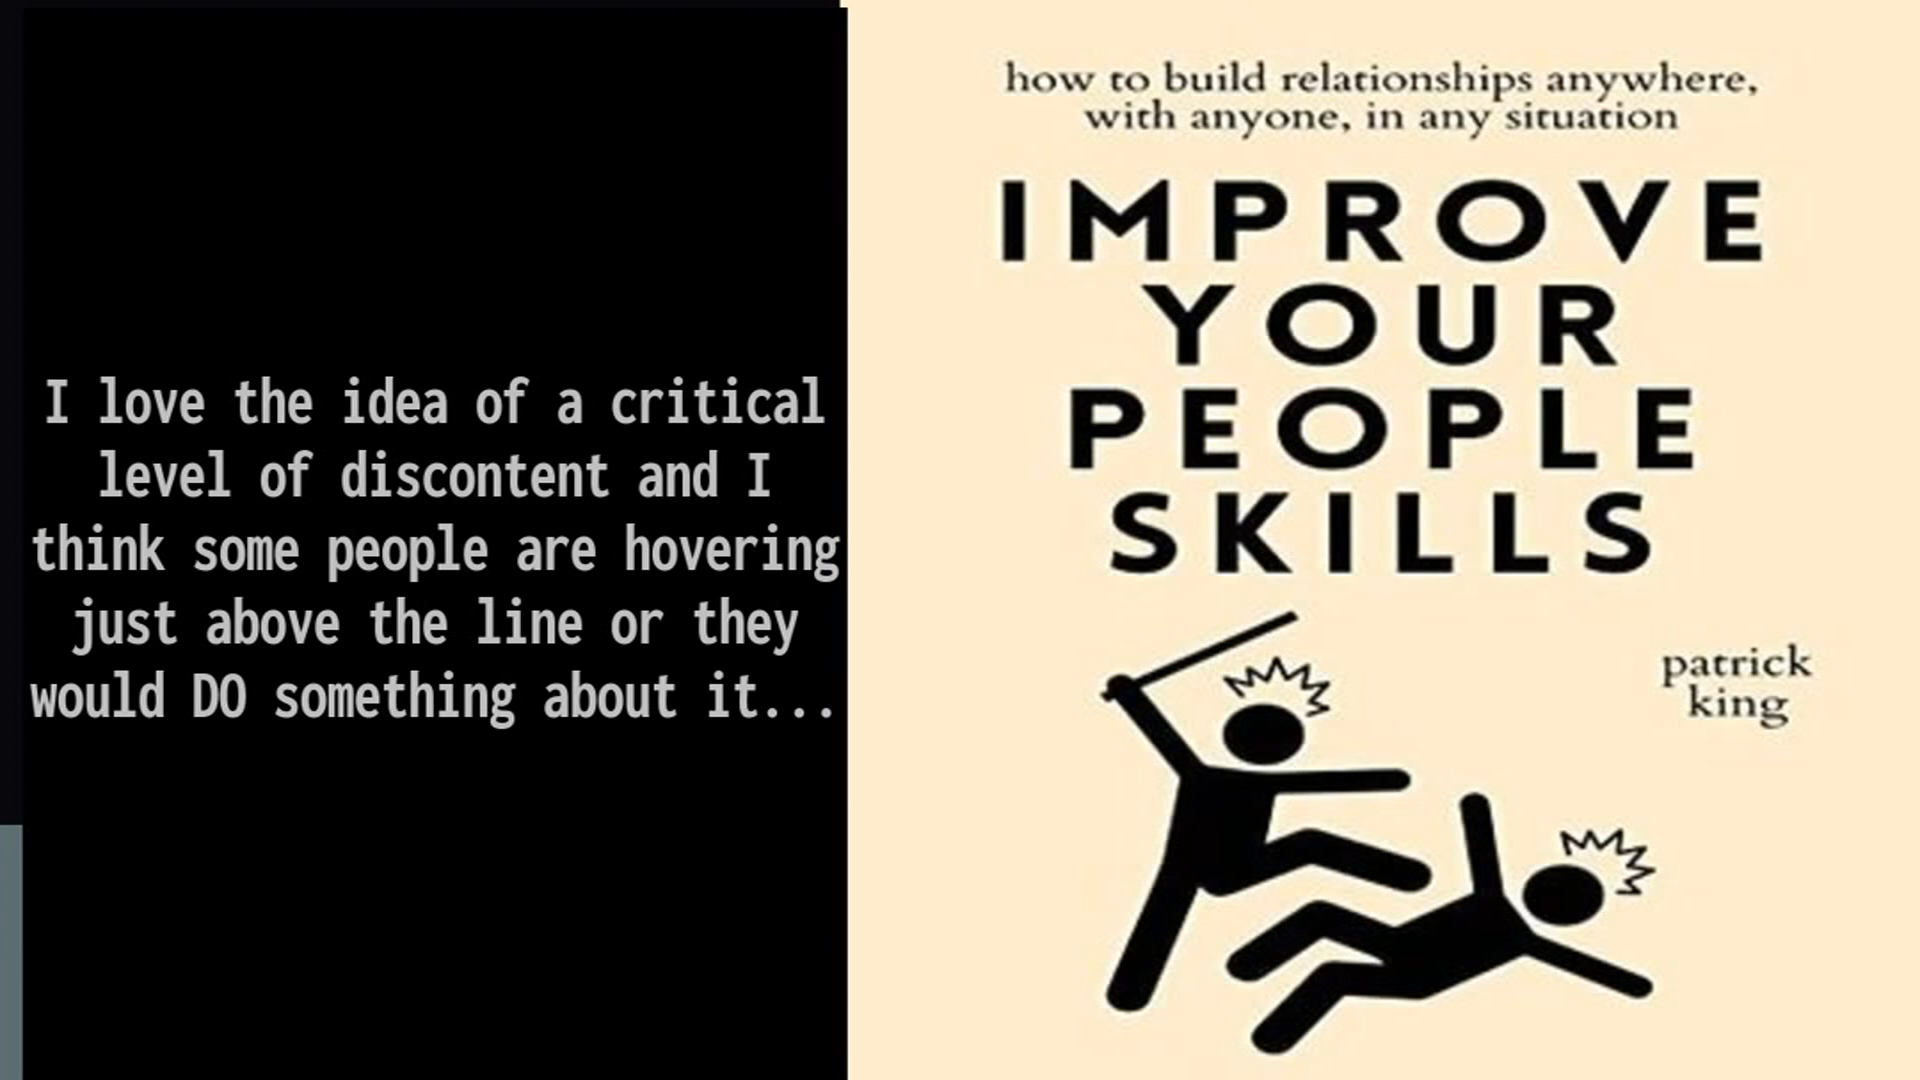 I love the idea of a critical
level of discontent and I
think some people are hovering
just above the line or they
would DO something about it...
how to build relationships anywhere,
with anyone, in any situation
IMPROVE
YOUR
PEOPLE
SKILLS
patrick
king